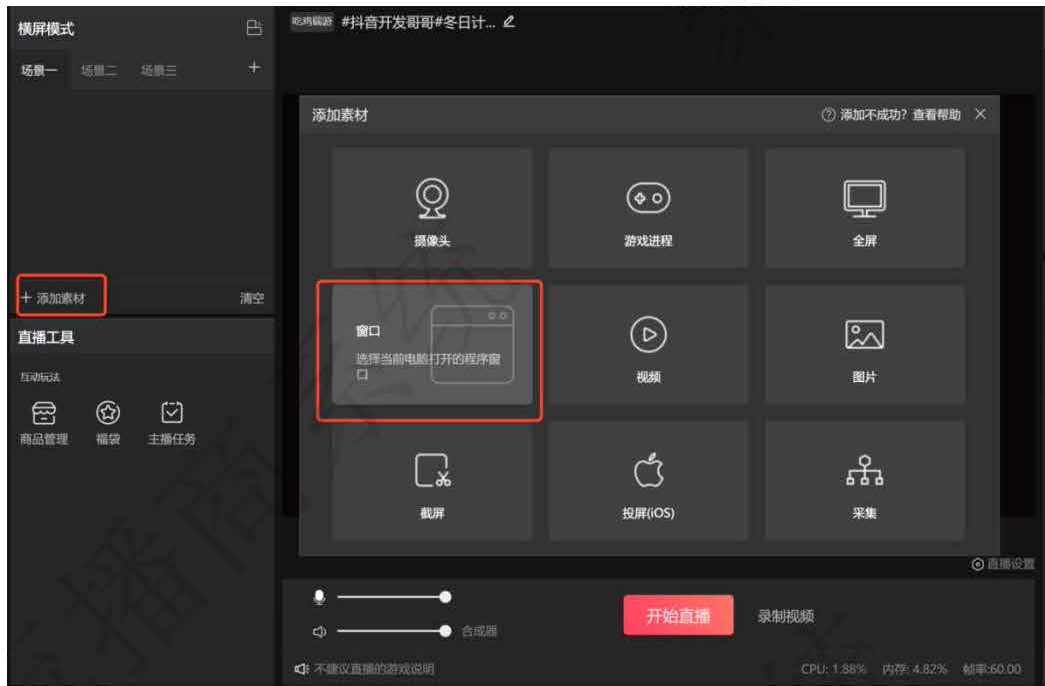 横屏模式
吃鸡端游 #抖音开发哥哥#冬日计...
场景一 场景二 场景三 +
添加素材
添加不成功? 查看帮助
摄像头
游戏进程
全屏
窗口
选择当前电脑打开的程序窗
口
视频
图片
截屏
投屏(iOS)
采集
+ 添加素材 清空
直播工具
互动玩法
商品管理 福袋 主播任务
直播设置
合成器
开始直播 录制视频
不建议直播的游戏说明
CPU: 1.88% 内存: 4.82% 帧率:60.00